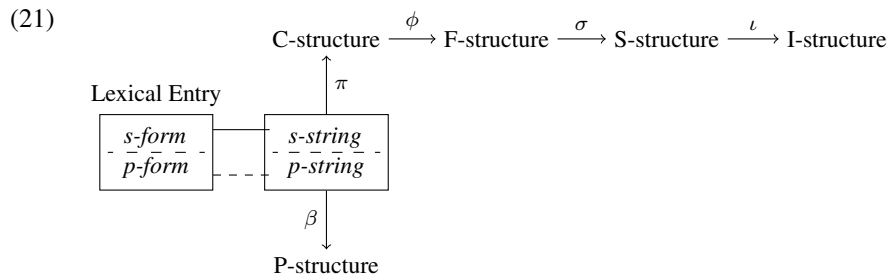 (21)
C-structure ϕ F-structure σ S-structure ι I-structure
π
Lexical Entry
s-form s-string
p-form p-string
β
P-structure